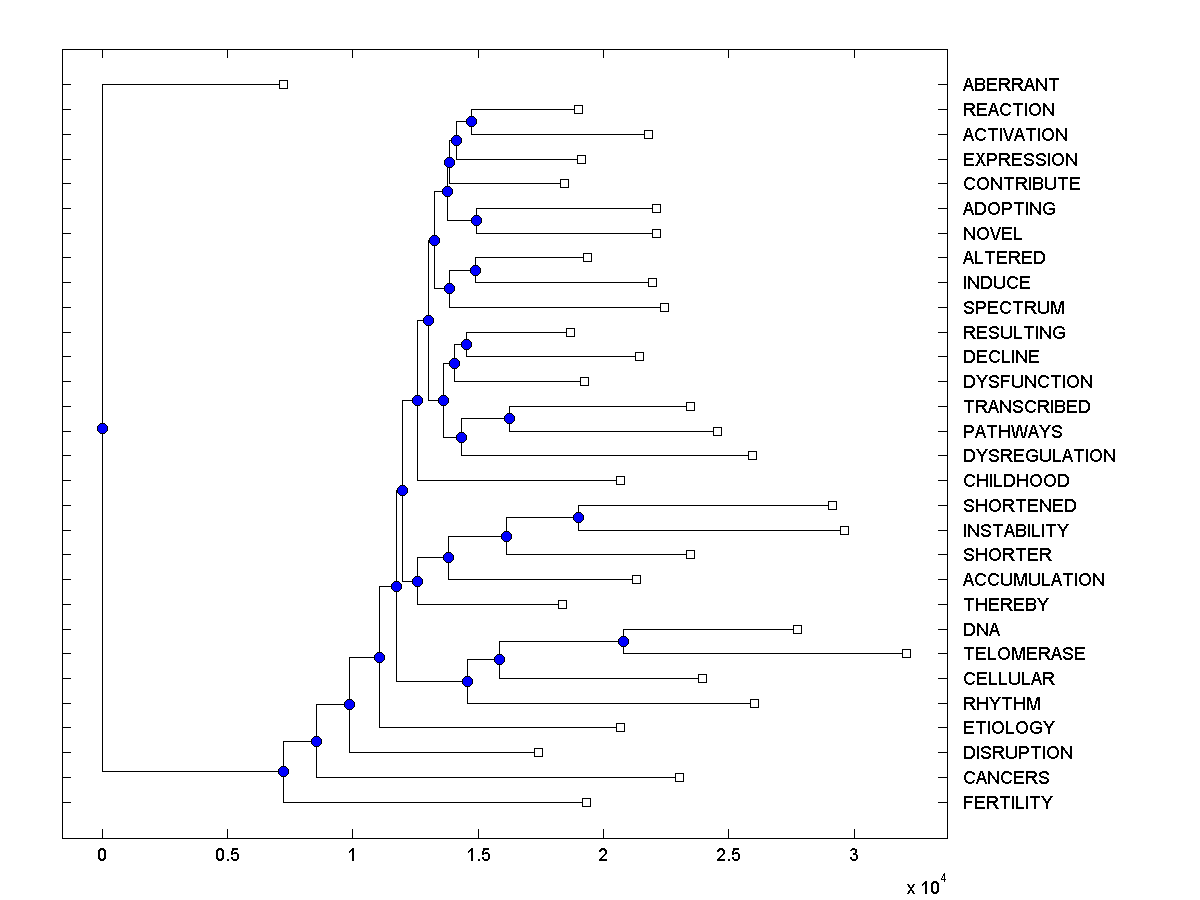 ABERRANT
REACTION
ACTIVATION
EXPRESSION
CONTRIBUTE
ADOPTING
NOVEL
ALTERED
INDUCE
SPECTRUM
RESULTING
DECLINE
DYSFUNCTION
TRANSCRIBED
PATHWAYS
DYSREGULATION
CHILDHOOD
SHORTENED
INSTABILITY
SHORTER
ACCUMULATION
THEREBY
DNA
TELOMERASE
CELLULAR
RHYTHM
ETIOLOGY
DISRUPTION
CANCERS
FERTILITY
0 0.5 1 1.5 2 2.5 3
x 10^4